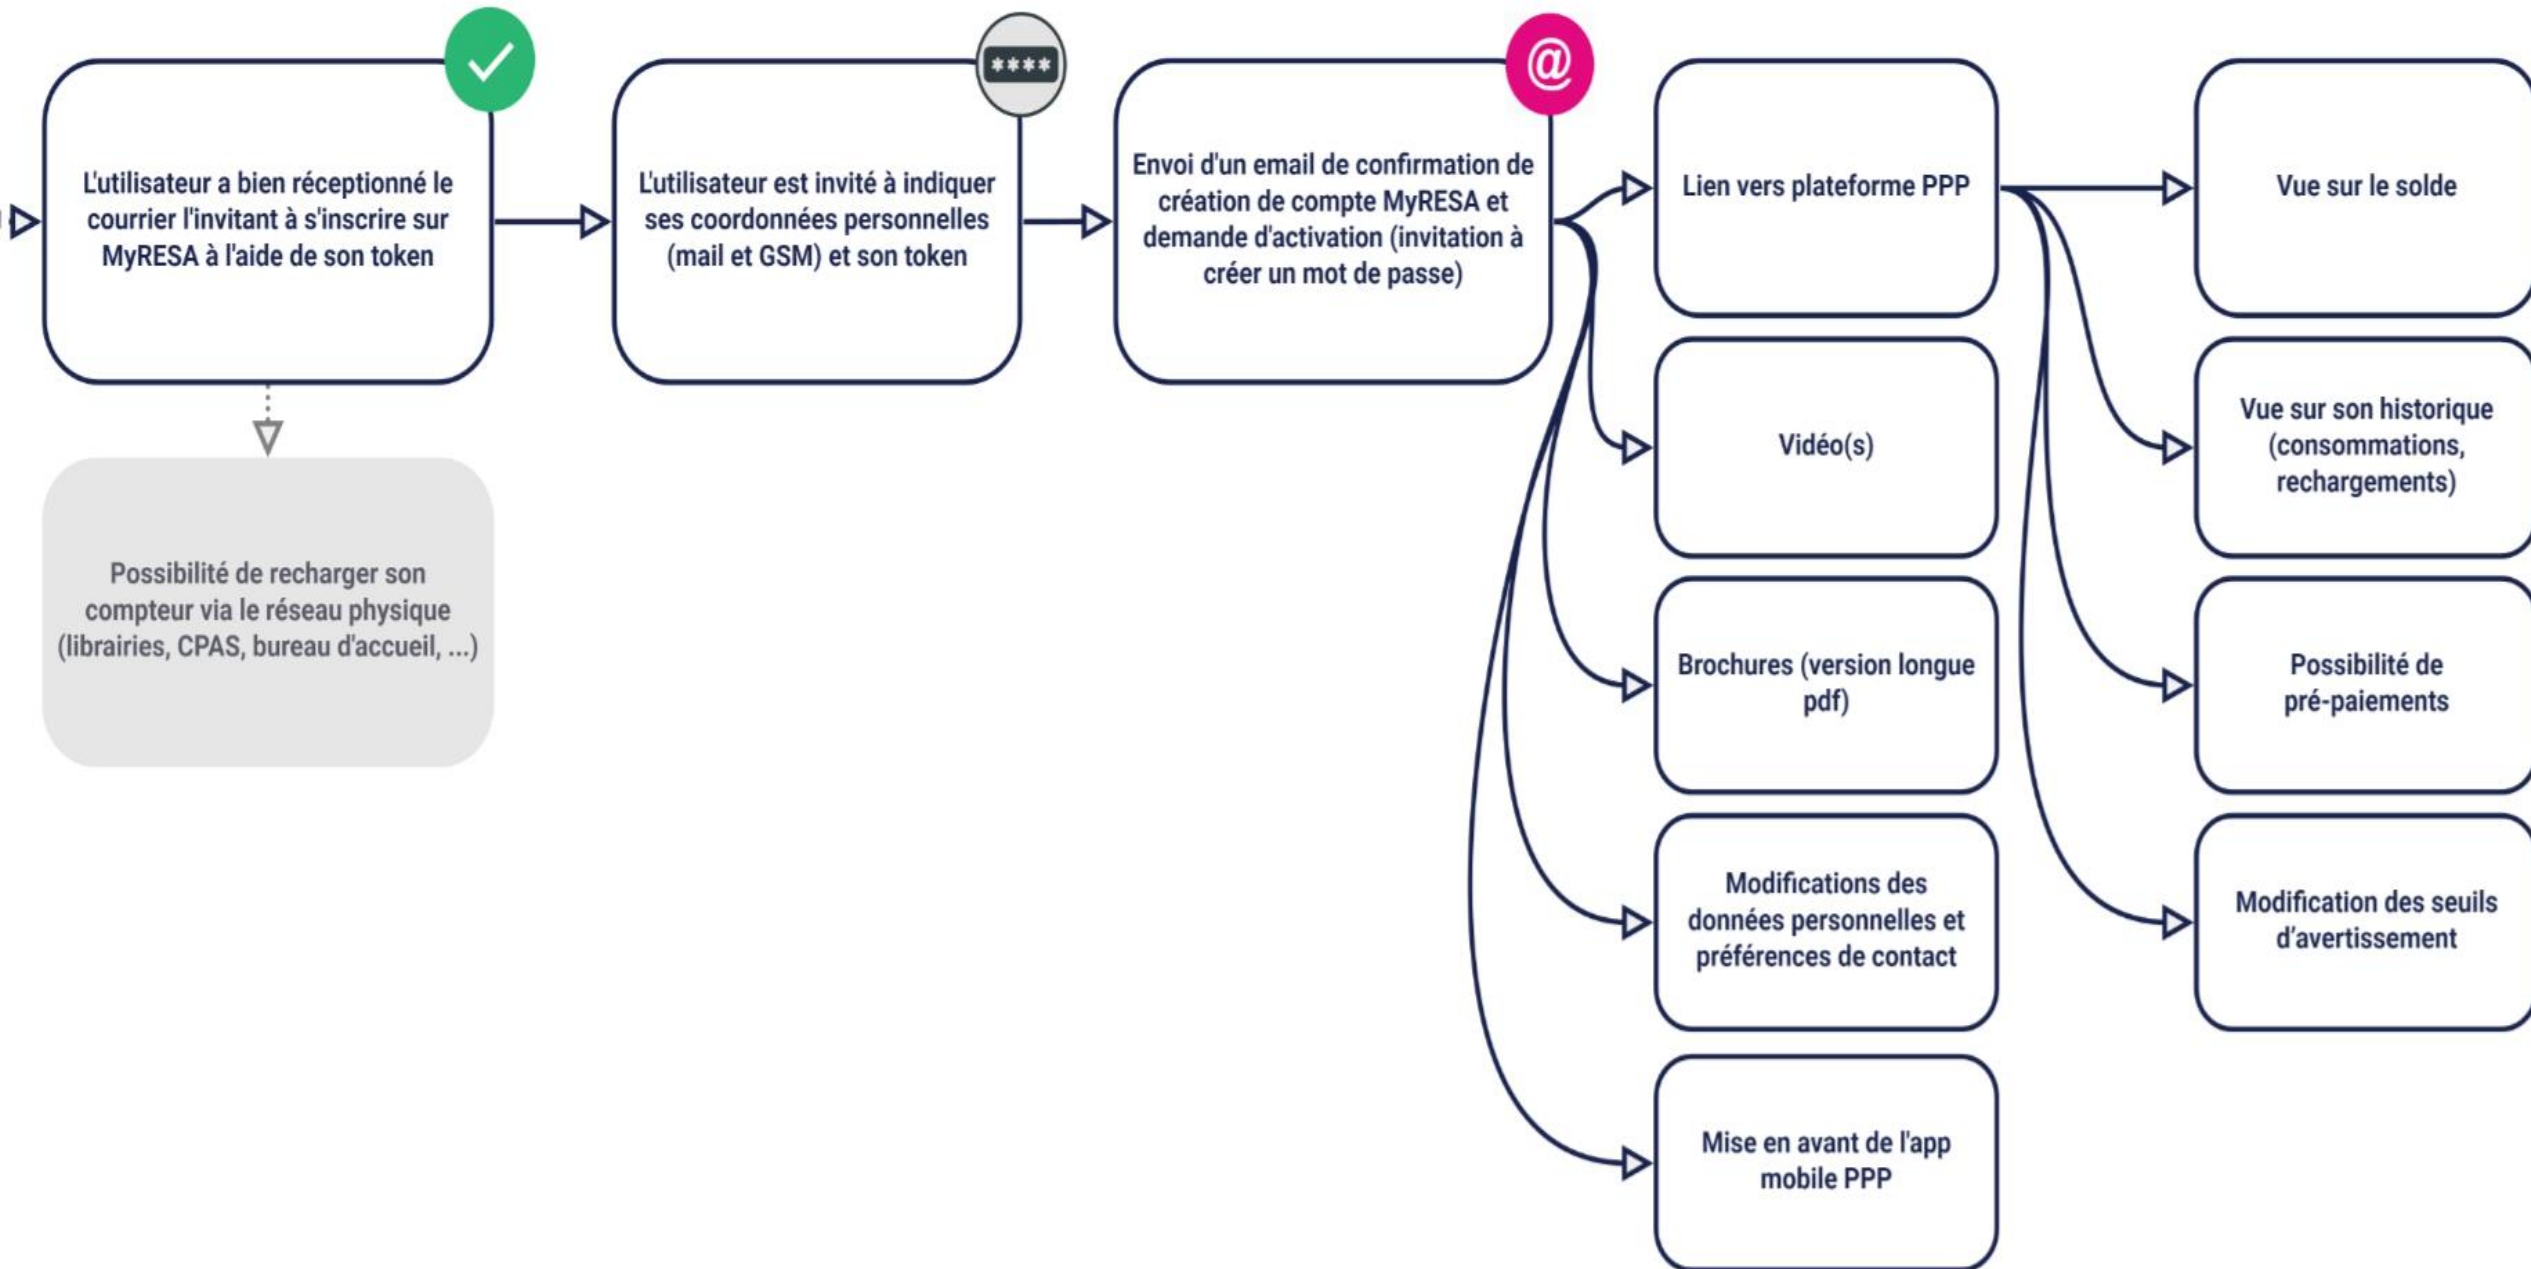 L'utilisateur a bien réceptionné le
courrier l'invitant à s'inscrire sur
MyRESA à l'aide de son token
Possibilité de recharger son
compteur via le réseau physique
(librairies, CPAS, bureau d'accueil, ...)
****
L'utilisateur est invité à indiquer
ses coordonnées personnelles
(mail et GSM) et son token
@
Envoi d'un email de confirmation de
création de compte MyRESA et
demande d'activation (invitation à
créer un mot de passe)
Lien vers plateforme PPP
Vidéo(s)
Brochures (version longue
pdf)
Modifications des
données personnelles et
préférences de contact
Mise en avant de l'app
mobile PPP
Vue sur le solde
Vue sur son historique
(consommations,
rechargements)
Possibilité de
pré-paiements
Modification des seuils
d’avertissement